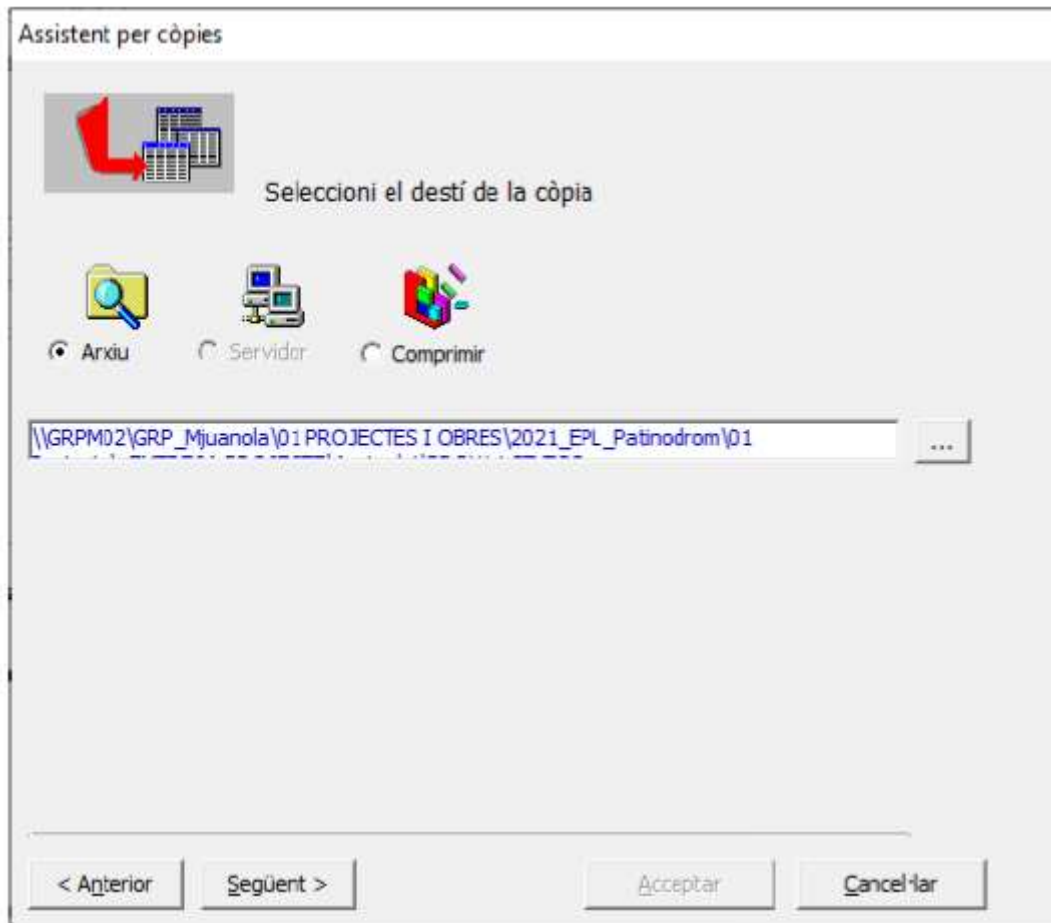 Assistent per còpies
Seleccioni el destí de la còpia
Arxiu
Servidor
Comprimir
\\GRPM02\GRP_Mjuanola\01 PROJECTES I OBRES\2021_EPL_Patinodrom\01
...
< Anterior
Següent >
Acceptar
Cancel·lar